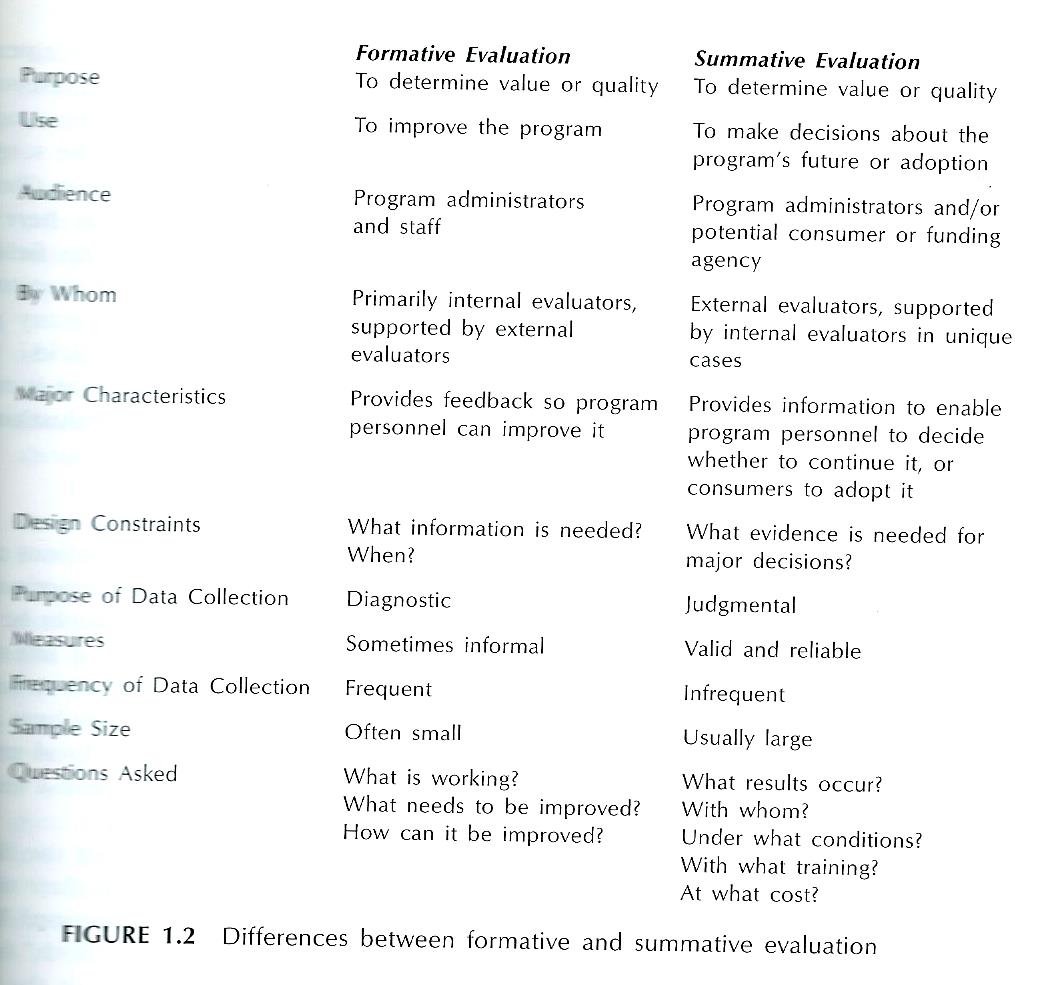 Formative Evaluation Summative Evaluation
Purpose To determine value or quality To determine value or quality
Use To improve the program To make decisions about the
program's future or adoption
Audience Program administrators Program administrators and/or
and staff potential consumer or funding
agency
By Whom Primarily internal evaluators, External evaluators, supported
supported by external by internal evaluators in unique
evaluators cases
Major Characteristics Provides feedback so program Provides information to enable
personnel can improve it program personnel to decide
whether to continue it, or
consumers to adopt it
Design Constraints What information is needed? What evidence is needed for
When? major decisions?
Purpose of Data Collection Diagnostic Judgmental
Measures Sometimes informal Valid and reliable
Frequency of Data Collection Frequent Infrequent
Sample Size Often small Usually large
Questions Asked What is working? What results occur?
What needs to be improved? With whom?
How can it be improved? Under what conditions?
With what training?
At what cost?
FIGURE 1.2 Differences between formative and summative evaluation